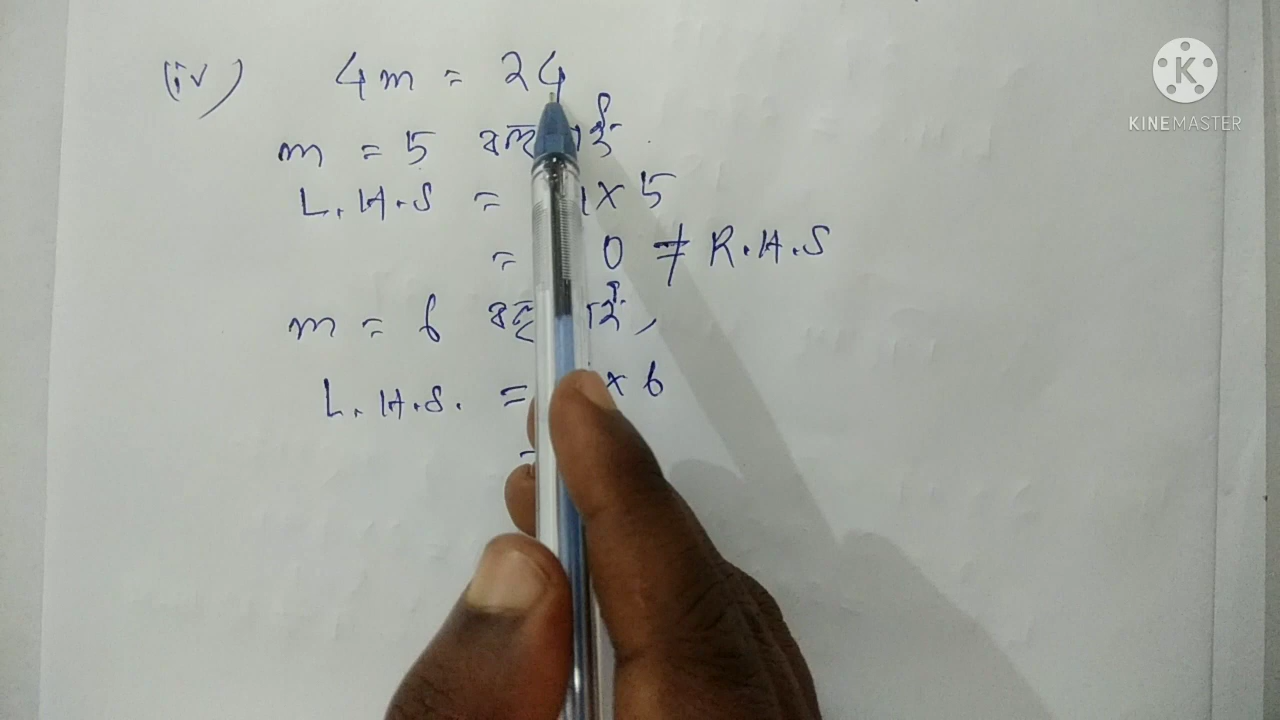 (iv) 4m = 24
m = 5
L.H.S = × 5
= 0 ≠ R.H.S
m = 6
L.H.S. = × 6
=
KINEMASTER